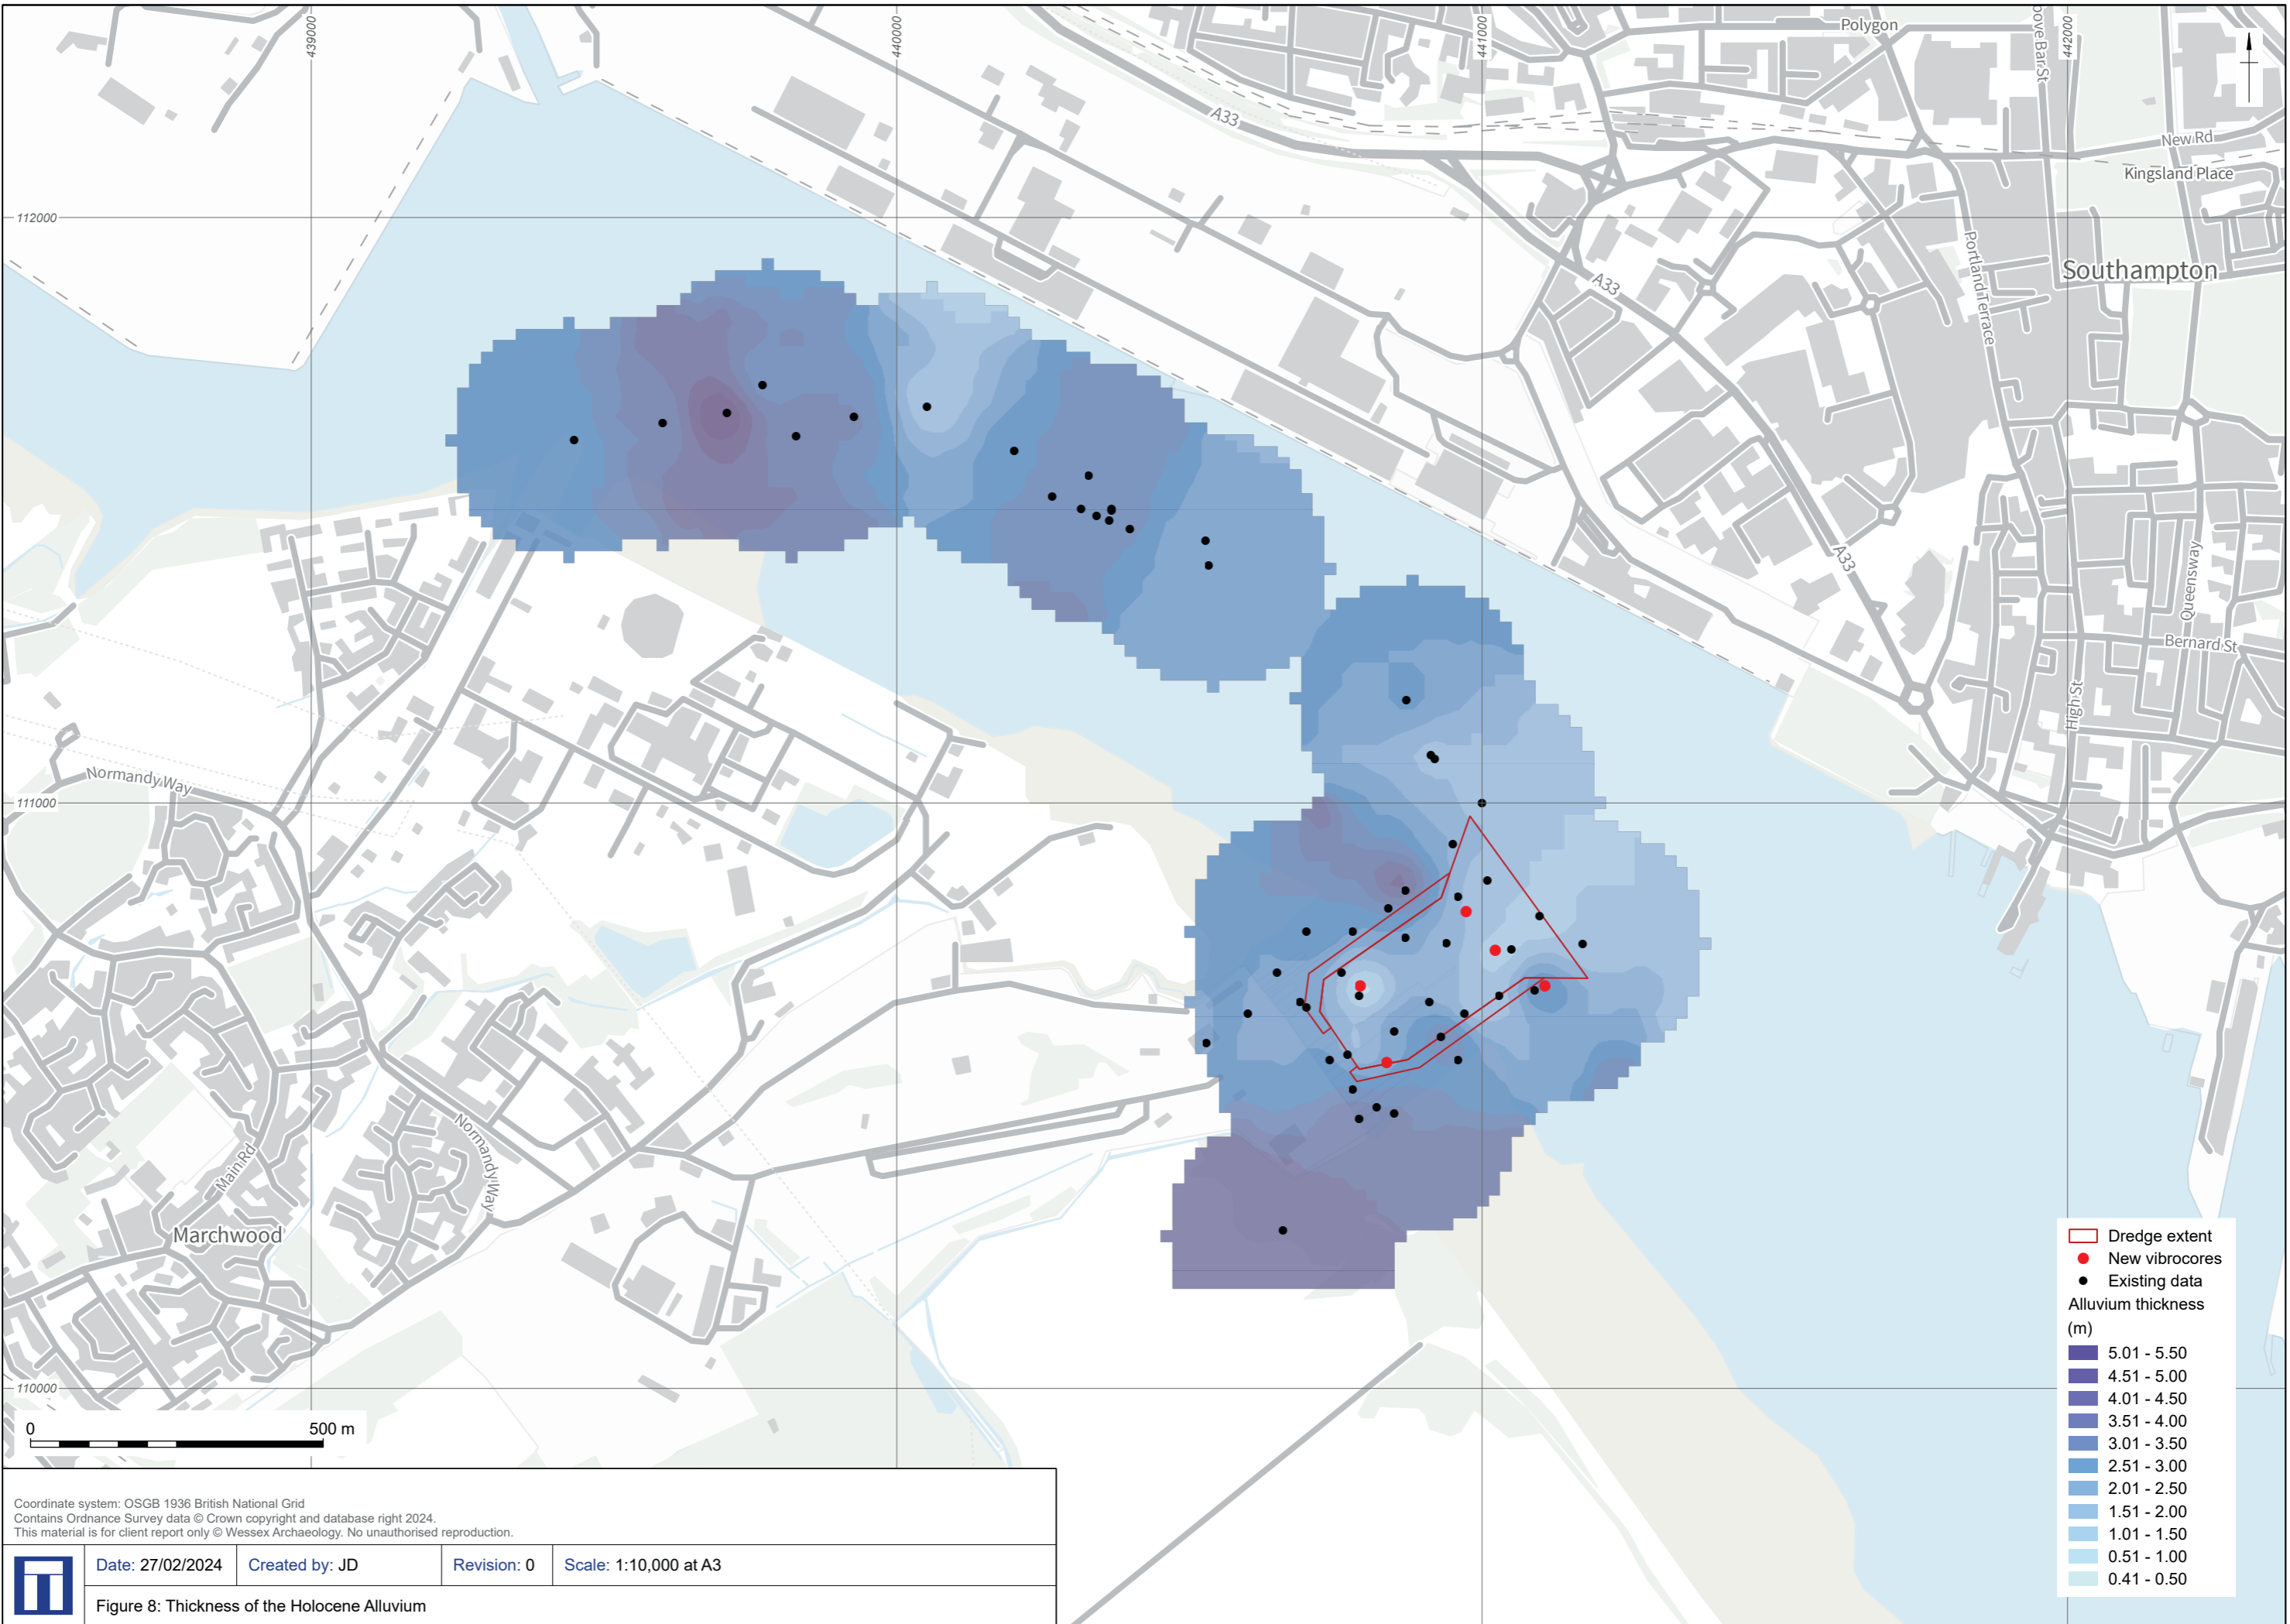 439000
440000
441000
442000
Polygon
Above Bar St
A33
New Rd
Kingsland Place
112000
Portland Terrace
Southampton
A33
A33
Queensway
Bernard St
High St
111000
Normandy Way
Main Rd
Normandy Way
Marchwood
110000
0 500 m
Dredge extent
New vibrocores
Existing data
Alluvium thickness
(m)
5.01 - 5.50
4.51 - 5.00
4.01 - 4.50
3.51 - 4.00
3.01 - 3.50
2.51 - 3.00
2.01 - 2.50
1.51 - 2.00
1.01 - 1.50
0.51 - 1.00
0.41 - 0.50
Coordinate system: OSGB 1936 British National Grid
Contains Ordnance Survey data © Crown copyright and database right 2024.
This material is for client report only © Wessex Archaeology. No unauthorised reproduction.
Date: 27/02/2024 Created by: JD Revision: 0 Scale: 1:10,000 at A3
Figure 8: Thickness of the Holocene Alluvium